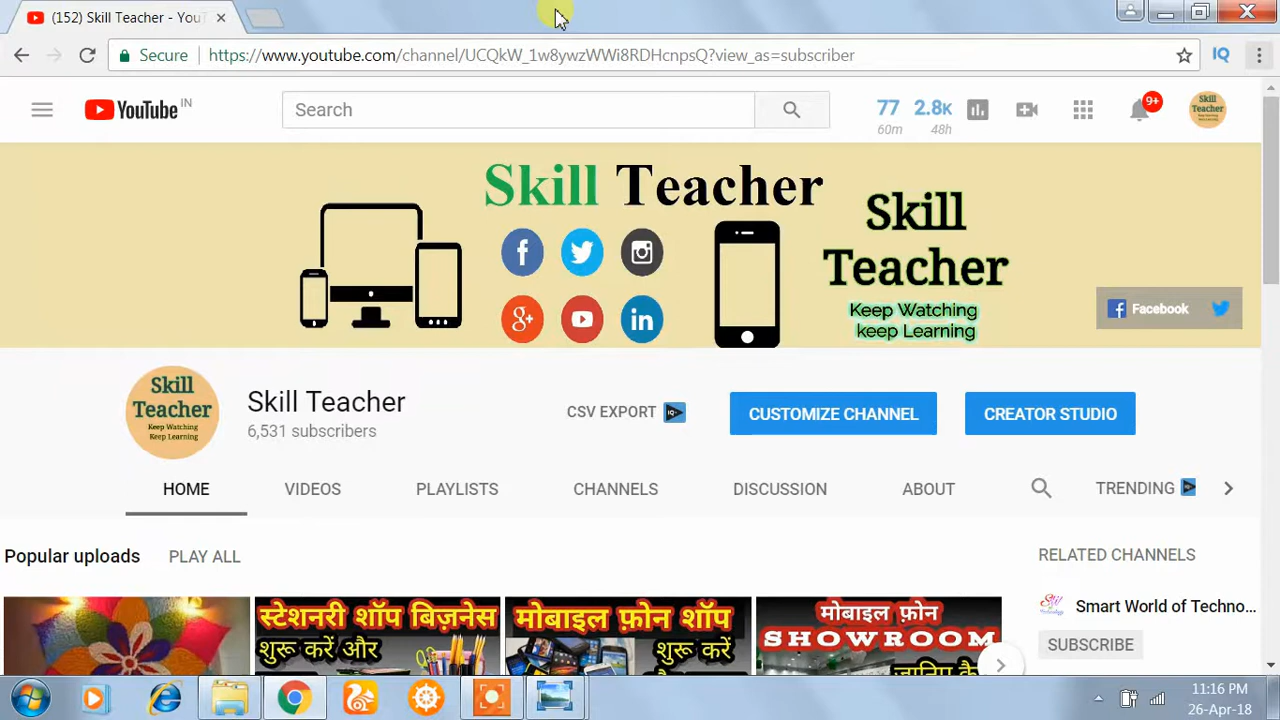 (152) Skill Teacher - YouT
Secure https://www.youtube.com/channel/UCQkW_1w8ywzWWi8RDHcnpsQ?view_as=subscriber
IQ
YouTube IN
Search
77 2.8K
60m 48h
9+
Skill Teacher
Skill Teacher
Skill
Teacher
Keep Watching
keep Learning
Facebook
Skill
Teacher
Keep Watching
Keep Learning
Skill Teacher
6,531 subscribers
CSV EXPORT
CUSTOMIZE CHANNEL
CREATOR STUDIO
HOME VIDEOS PLAYLISTS CHANNELS DISCUSSION ABOUT TRENDING
Popular uploads PLAY ALL
RELATED CHANNELS
Smart World of Techno...
SUBSCRIBE
स्टेशनरी शॉप बिज़नेस
शुरू करें और
मोबाइल फ़ोन शॉप
शुरू करें
मोबाइल फ़ोन
SHOWROOM
11:16 PM
26-Apr-18